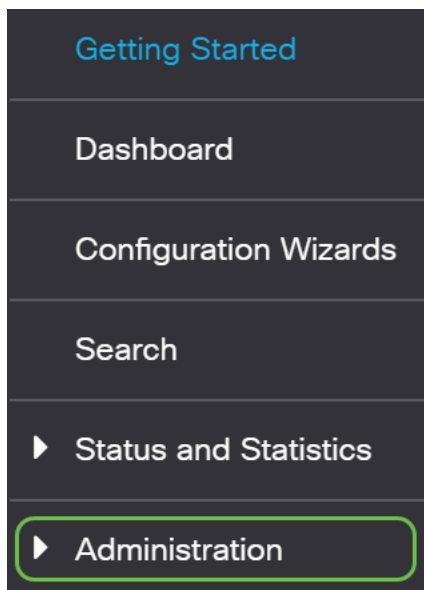 Getting Started
Dashboard
Configuration Wizards
Search
Status and Statistics
Administration